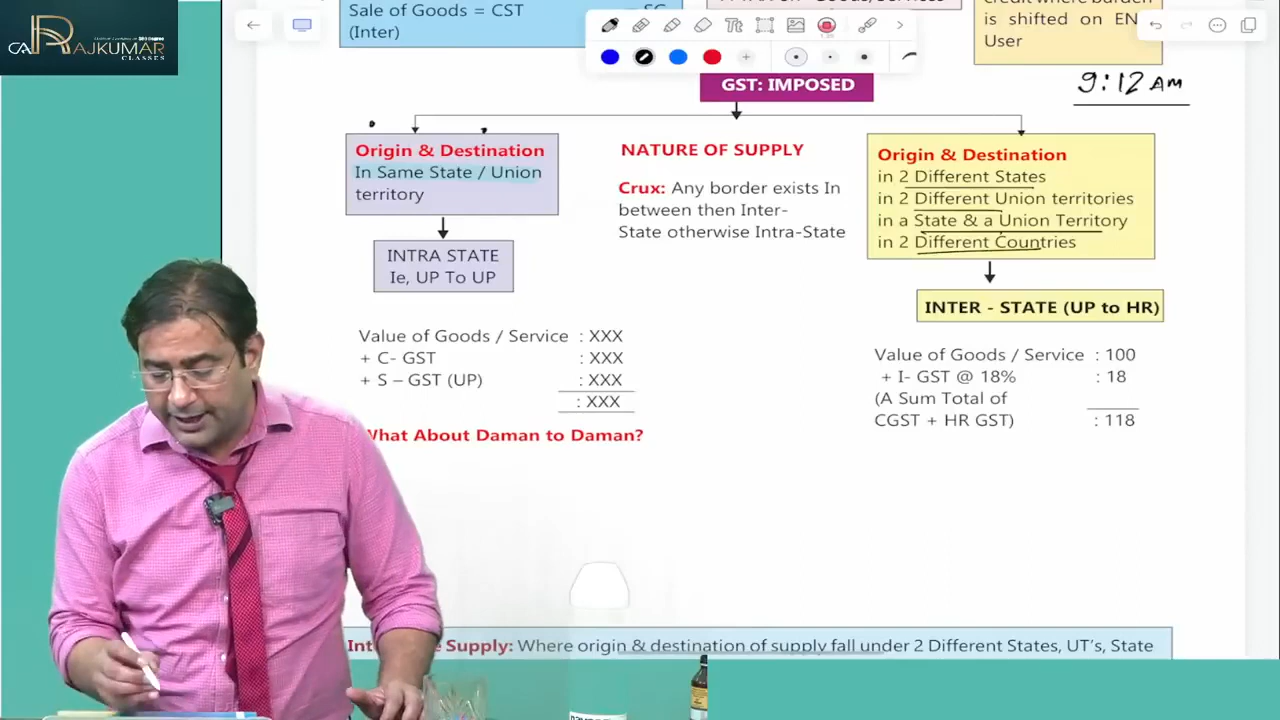 CA RAJKUMAR
CLASSES
Sale of Goods = CST
(Inter)
is shifted on EN
User
9:12 AM
GST: IMPOSED
Origin & Destination
In Same State / Union
territory
NATURE OF SUPPLY
Crux: Any border exists In
between then Inter-
State otherwise Intra-State
Origin & Destination
in 2 Different States
in 2 Different Union territories
in a State & a Union Territory
in 2 Different Countries
INTRA STATE
Ie, UP To UP
INTER - STATE (UP to HR)
Value of Goods / Service : XXX
+ C- GST : XXX
+ S – GST (UP) : XXX
: XXX
What About Daman to Daman?
Value of Goods / Service : 100
+ I- GST @ 18% : 18
(A Sum Total of
CGST + HR GST) : 118
Supply: Where origin & destination of supply fall under 2 Different States, UT's, State